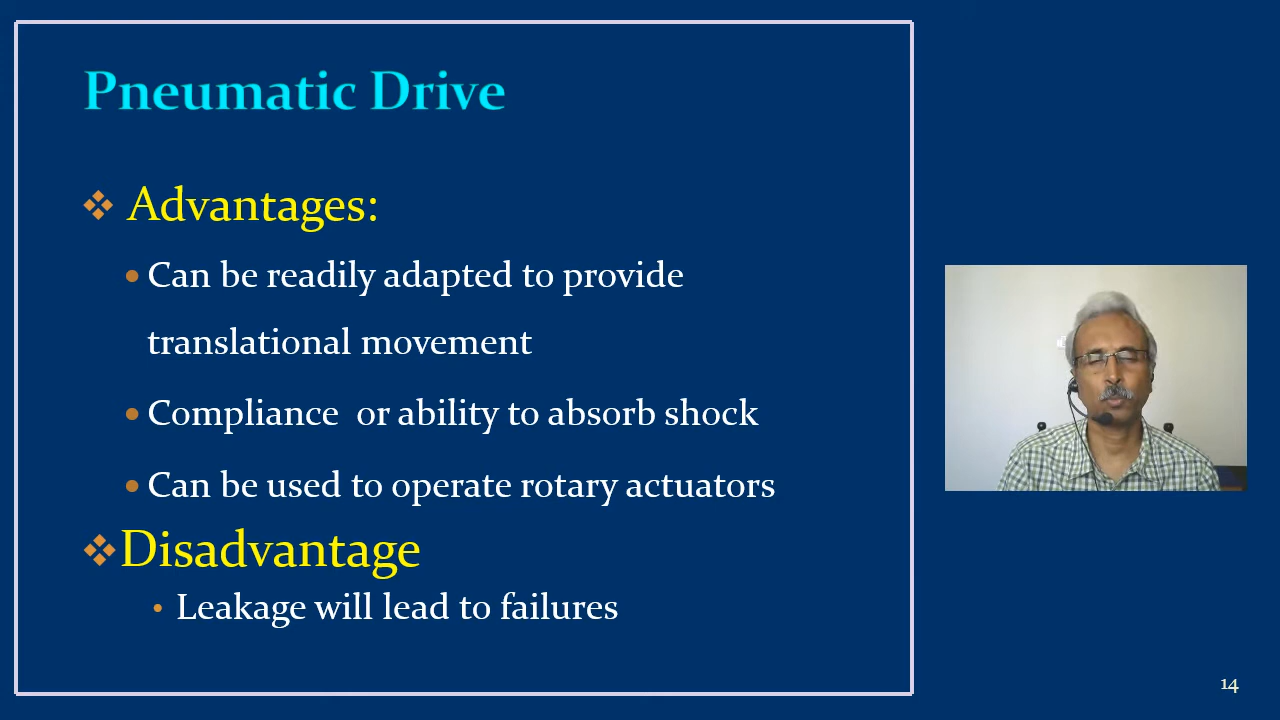 Pneumatic Drive
Advantages:
Can be readily adapted to provide
translational movement
Compliance or ability to absorb shock
Can be used to operate rotary actuators
Disadvantage
Leakage will lead to failures
14